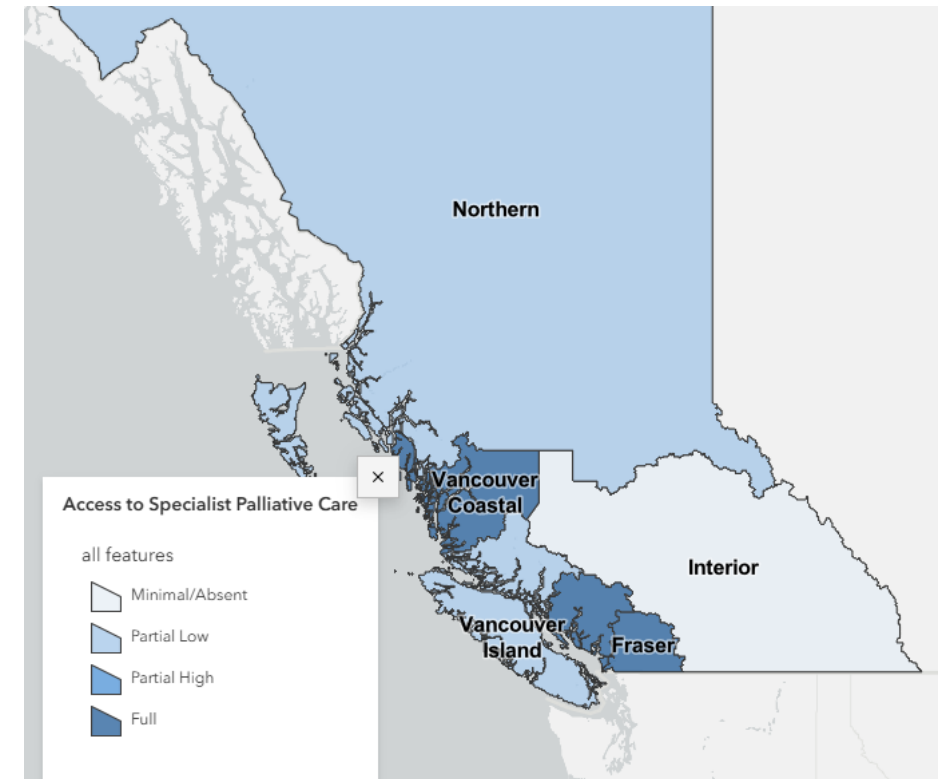 Northern
Vancouver
Coastal
Interior
Vancouver
Island
Fraser
Access to Specialist Palliative Care
all features
Minimal/Absent
Partial Low
Partial High
Full